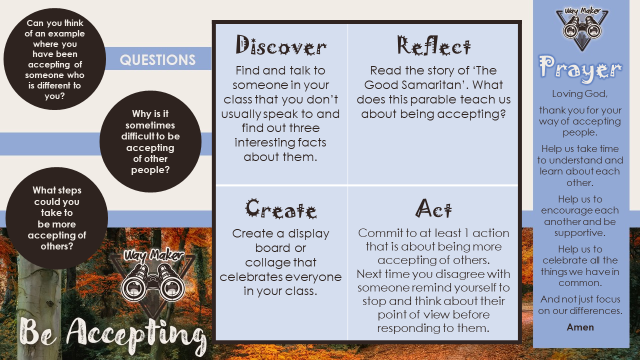 Can you think
of an example
where you
have been
accepting of
someone who
is different to
you?
QUESTIONS
Why is it
sometimes
difficult to be
accepting
of other
people?
What steps
could you
take to
be more
accepting of
others?
Way Maker
Be Accepting
Discover
Find and talk to
someone in your
class that you don't
usually speak to and
find out three
interesting facts
about them.
Reflect
Read the story of 'The
Good Samaritan'. What
does this parable teach us
about being accepting?
Create
Create a display
board or
collage that
celebrates everyone
in your class.
Act
Commit to at least 1 action
that is about being more
accepting of others.
Next time you disagree with
someone remind yourself to
stop and think about their
point of view before
responding to them.
Way Maker
Prayer
Loving God,
thank you for your
way of accepting
people.
Help us take time
to understand and
learn about each
other.
Help us to
encourage each
another and be
supportive.
Help us to
celebrate all the
things we have in
common.
And not just focus
on our differences.
Amen